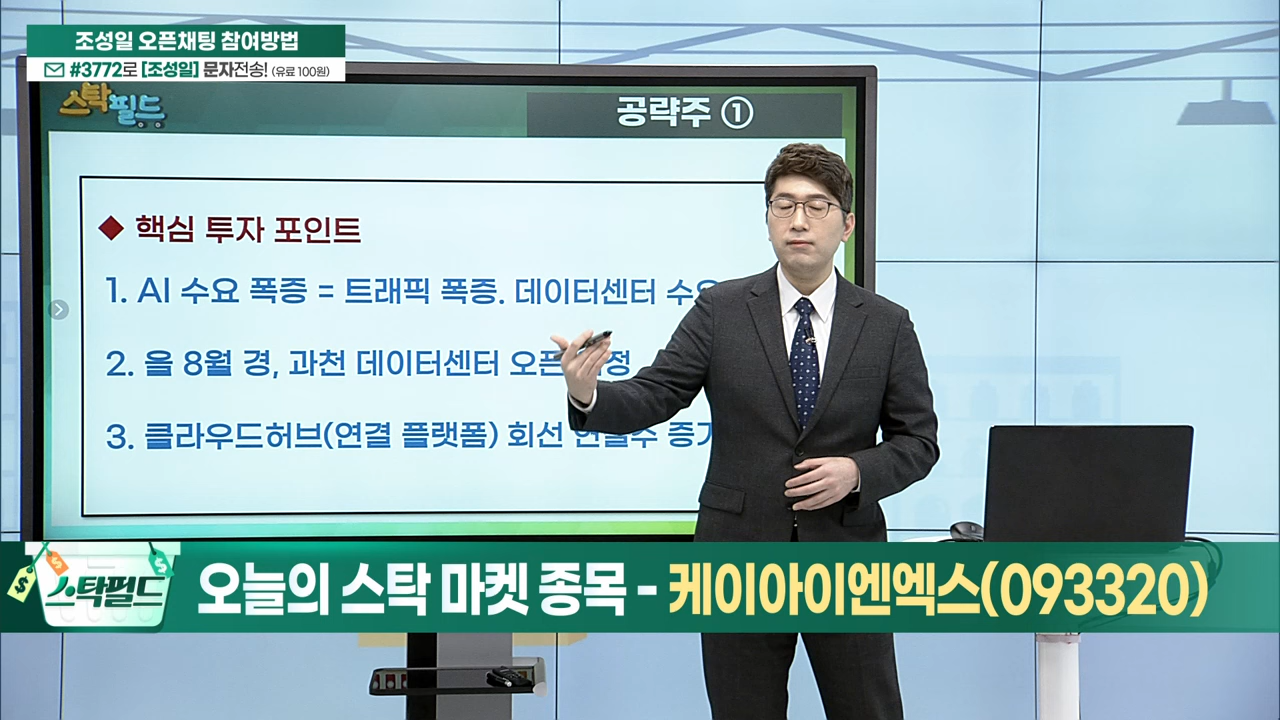 조성일 오픈채팅 참여방법
#3772로 [조성일] 문자전송! (유료 100원)
스탁필드
공략주 ①
◆ 핵심 투자 포인트
1. AI 수요 폭증 = 트래픽 폭증. 데이터센터
2. 올 8월 경, 과천 데이터센터
3. 클라우드허브(연결 플랫폼) 회선
스탁필드
오늘의 스탁 마켓 종목 - 케이아이엔엑스(093320)